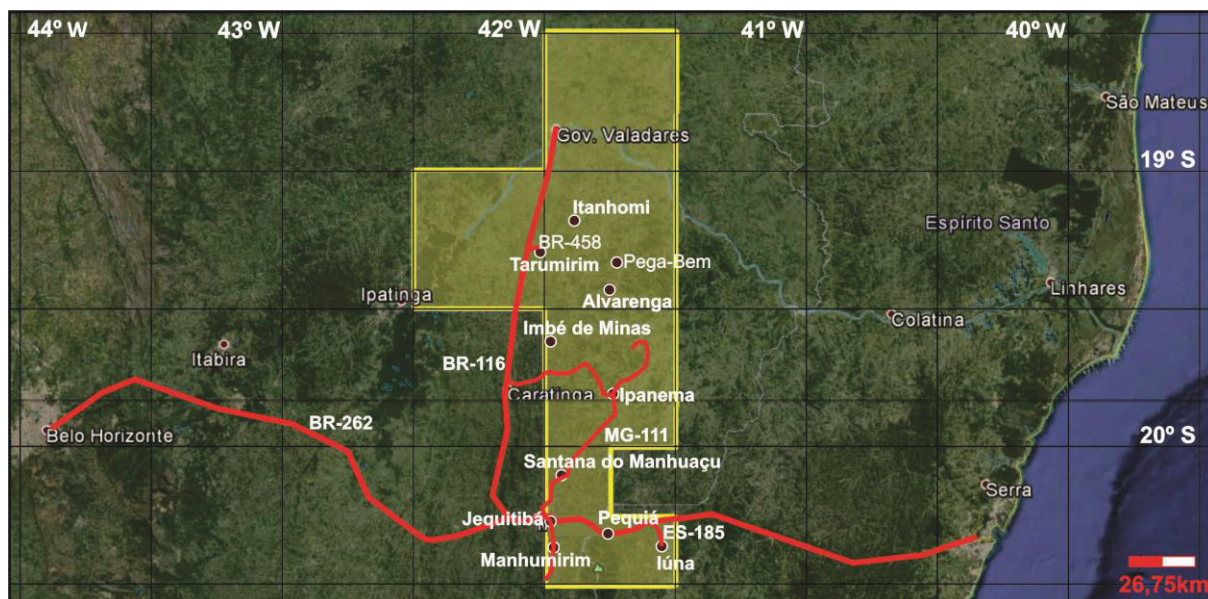 44º W
43º W
42º W
41º W
40º W
São Mateus
Gov. Valadares
19º S
Itanhomi
Espírito Santo
BR-458
Tarumirim
Pega-Bem
Ipatinga
Alvarenga
Linhares
Colatina
Imbé de Minas
Itabira
BR-116
Caratinga
Ipanema
BR-262
Belo Horizonte
MG-111
20º S
Santana do Manhuaçu
Serra
Jequitibá
Pequiá
ES-185
Manhumirim
Iúna
26,75km